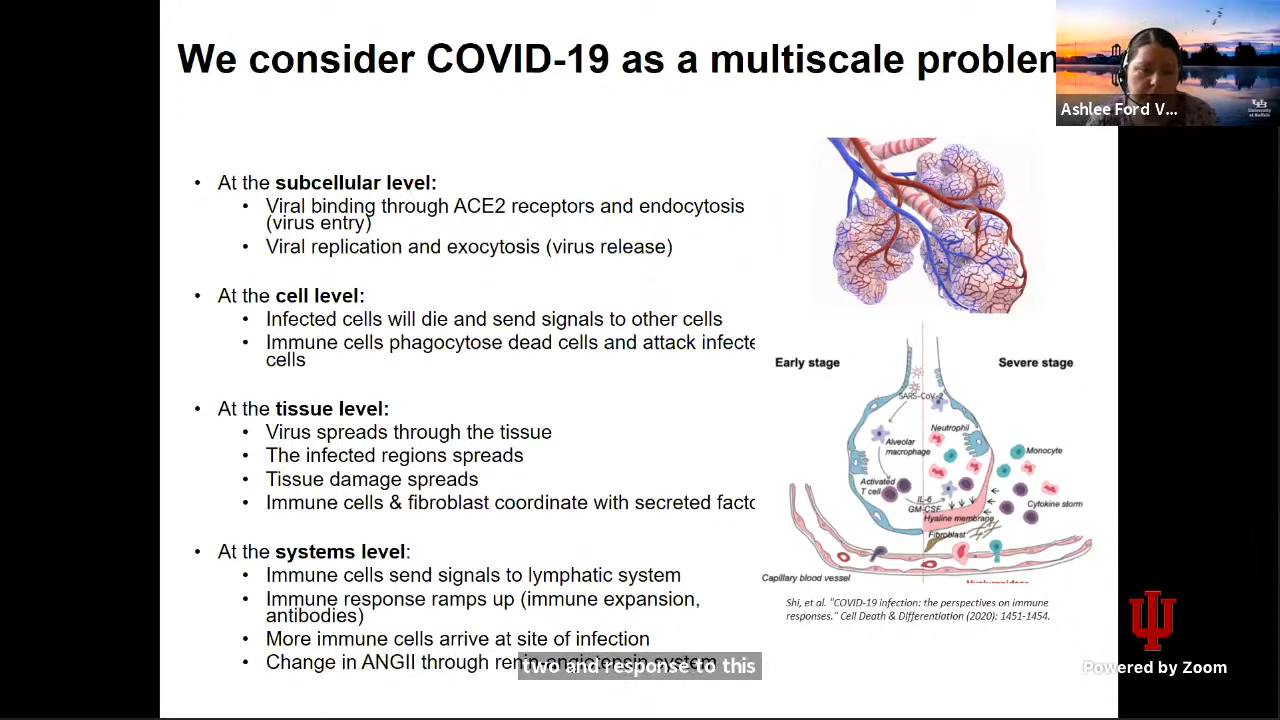 We consider COVID-19 as a multiscale problem
Ashlee Ford V...
University at Buffalo
• At the subcellular level:
• Viral binding through ACE2 receptors and endocytosis
(virus entry)
• Viral replication and exocytosis (virus release)
• At the cell level:
• Infected cells will die and send signals to other cells
• Immune cells phagocytose dead cells and attack infecte
cells
• At the tissue level:
• Virus spreads through the tissue
• The infected regions spreads
• Tissue damage spreads
• Immune cells & fibroblast coordinate with secreted facto
• At the systems level:
• Immune cells send signals to lymphatic system
• Immune response ramps up (immune expansion,
antibodies)
• More immune cells arrive at site of infection
• Change in ANGII through renin-angiotensin system
two and response to this
Early stage
Severe stage
SARS-CoV-2
Alveolar
macrophage
Neutrophil
Monocyte
Activated
T cell
IL-6
GM-CSF
Hyaline membrane
Cytokine storm
Fibroblast
Capillary blood vessel
Shi, et al. "COVID-19 infection: the perspectives on immune
responses." Cell Death & Differentiation (2020): 1451-1454.
Powered by Zoom